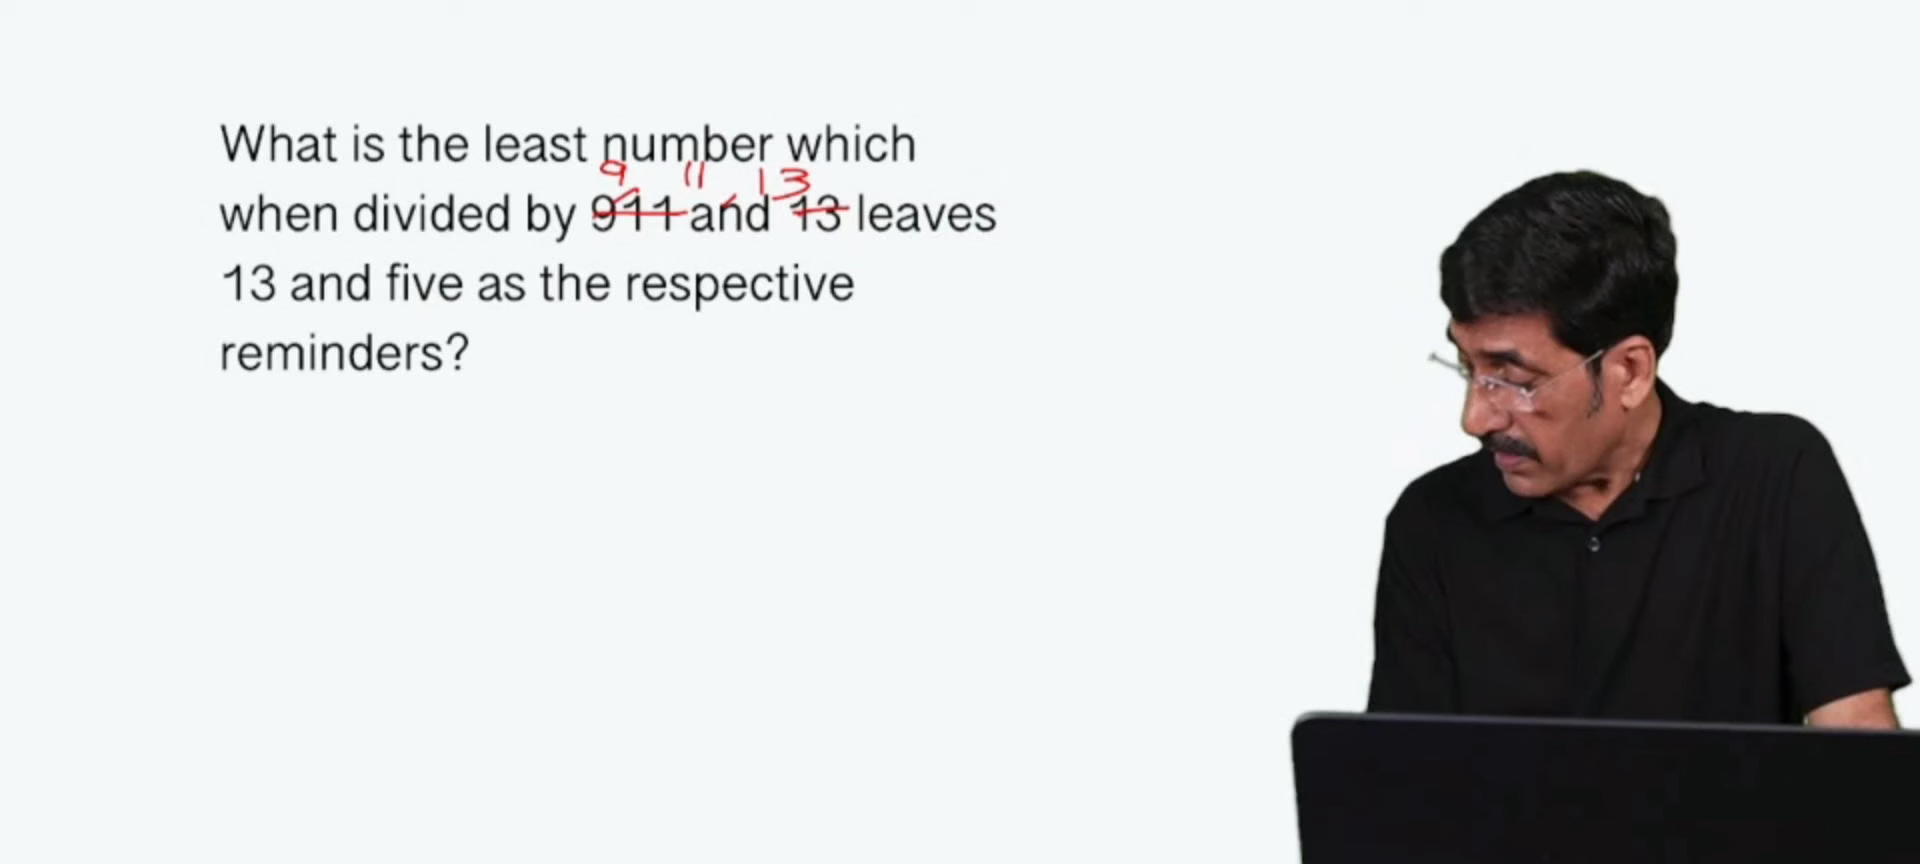 What is the least number which
9 11 13
when divided by 911 and 13 leaves
13 and five as the respective
reminders?